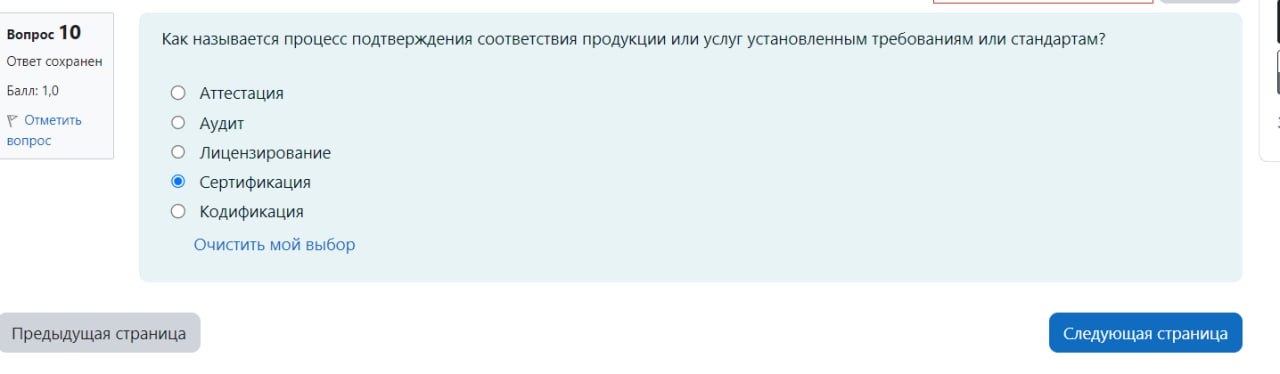 Вопрос 10
Ответ сохранен
Балл: 1,0
Отметить
вопрос
Как называется процесс подтверждения соответствия продукции или услуг установленным требованиям или стандартам?
Аттестация
Аудит
Лицензирование
Сертификация
Кодификация
Очистить мой выбор
Предыдущая страница
Следующая страница